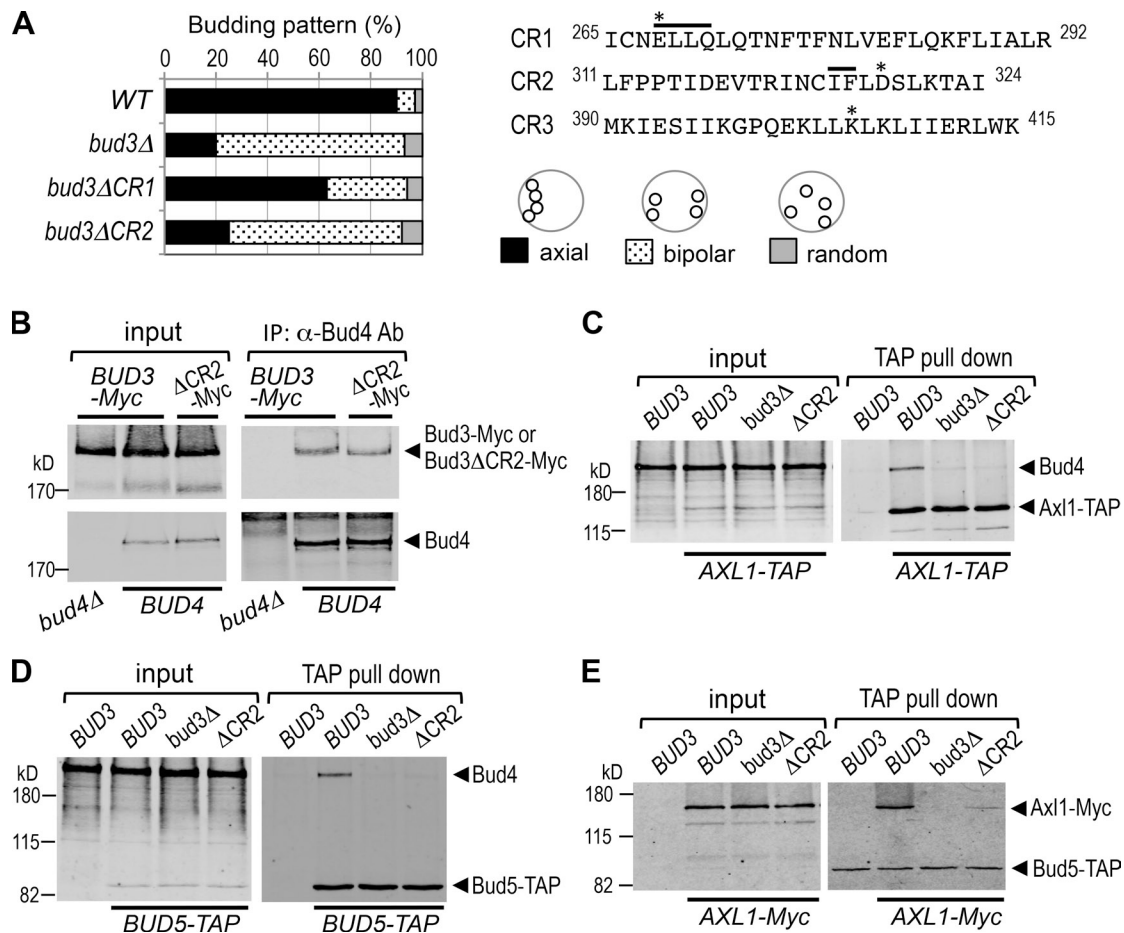 A
Budding pattern (%)
20 40 60 80 100
WT
bud3Δ
bud3ΔCR1
bud3ΔCR2
CR1 265 ICNELLQLQTNFTFNLVEFLQKFLIALR 292
*
CR2 311 LFPPTIDEVTRINCIFLDSLKTAI 324
*
CR3 390 MKIESIIKGPQEKLLKLKLIIERLWK 415
*
axial bipolar random
B
input IP: α-Bud4 Ab
BUD3 -Myc ΔCR2 -Myc BUD3 -Myc ΔCR2 -Myc
kD
170
Bud3-Myc or
Bud3ΔCR2-Myc
170
Bud4
bud4Δ BUD4 bud4Δ BUD4
C
input TAP pull down
BUD3 BUD3 bud3Δ ΔCR2 BUD3 BUD3 bud3Δ ΔCR2
kD
180
115
Bud4
Axl1-TAP
AXL1-TAP AXL1-TAP
D
input TAP pull down
BUD3 BUD3 bud3Δ ΔCR2 BUD3 BUD3 bud3Δ ΔCR2
kD
180
115
82
Bud4
Bud5-TAP
BUD5-TAP BUD5-TAP
E
input TAP pull down
BUD3 BUD3 bud3Δ ΔCR2 BUD3 BUD3 bud3Δ ΔCR2
kD
180
115
82
Axl1-Myc
Bud5-TAP
AXL1-Myc AXL1-Myc